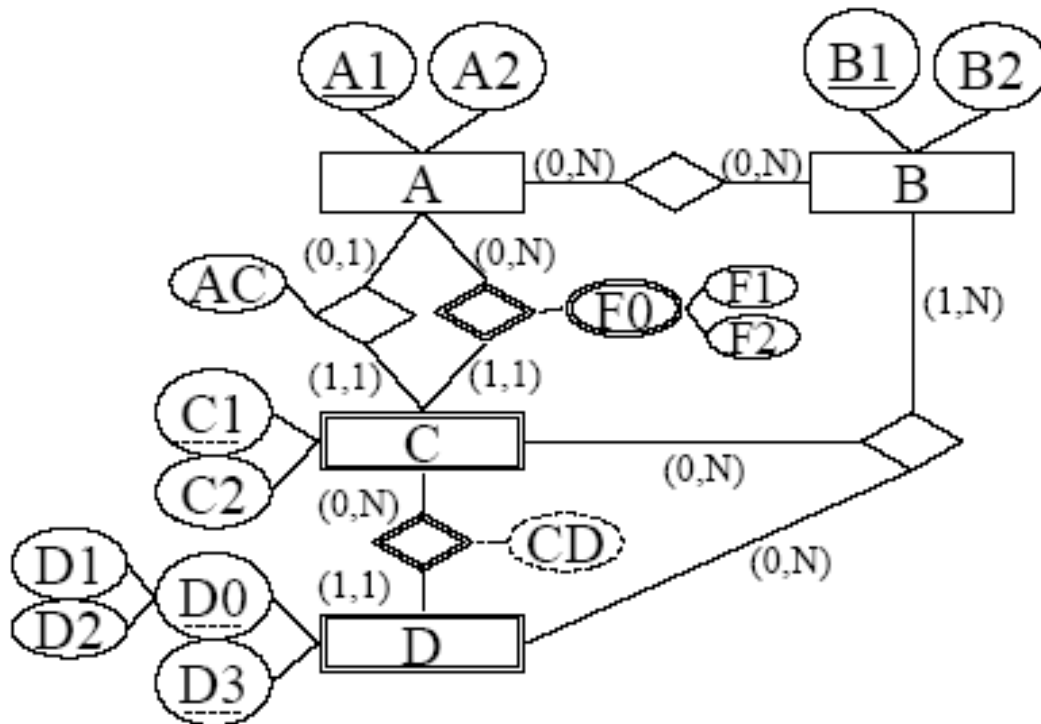 A1 A2 B1 B2
(0,N) (0,N)
A B
(0,1) (0,N)
AC F0 F1
F2
(1,N)
(1,1) (1,1)
C1
C
C2 (0,N)
(0,N)
CD
D1 (0,N)
D0 (1,1)
D2
D
D3